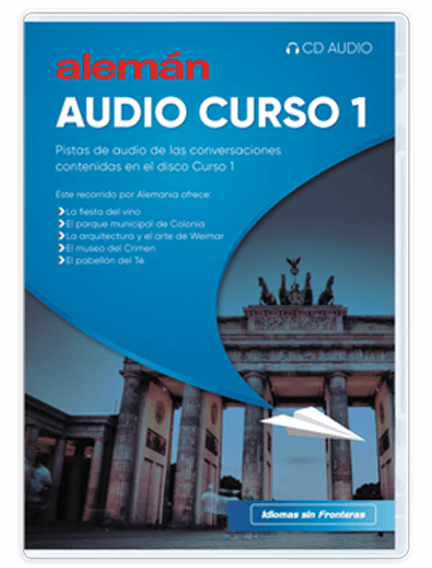 CD AUDIO
alemán
AUDIO CURSO 1
Pistas de audio de las conversaciones
contenidas en el disco Curso 1
Este recorrido por Alemania ofrece:
La fiesta del vino
El parque municipal de Colonia
La arquitectura y el arte de Weimar
El museo del Crimen
El pabellón del Té
Idiomas sin Fronteras